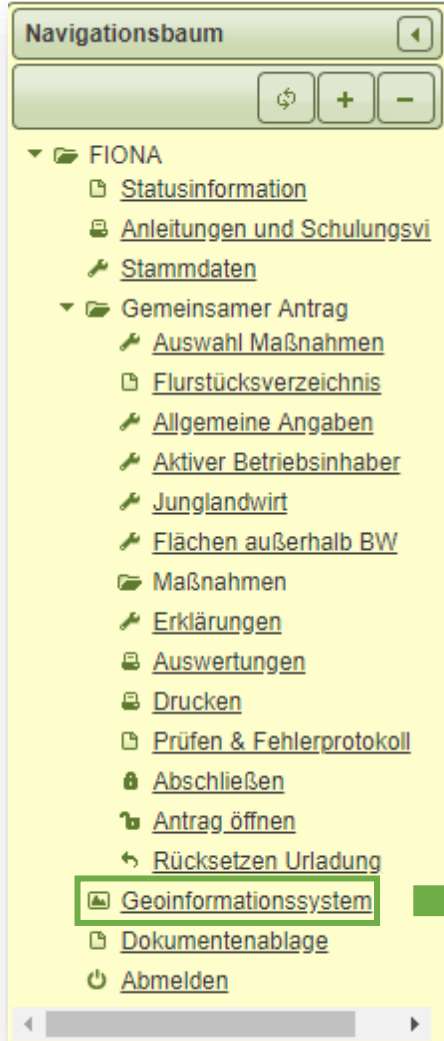 Navigationsbaum
FIONA
Statusinformation
Anleitungen und Schulungsvi
Stammdaten
Gemeinsamer Antrag
Auswahl Maßnahmen
Flurstücksverzeichnis
Allgemeine Angaben
Aktiver Betriebsinhaber
Junglandwirt
Flächen außerhalb BW
Maßnahmen
Erklärungen
Auswertungen
Drucken
Prüfen & Fehlerprotokoll
Abschließen
Antrag öffnen
Rücksetzen Urladung
Geoinformationssystem
Dokumentenablage
Abmelden